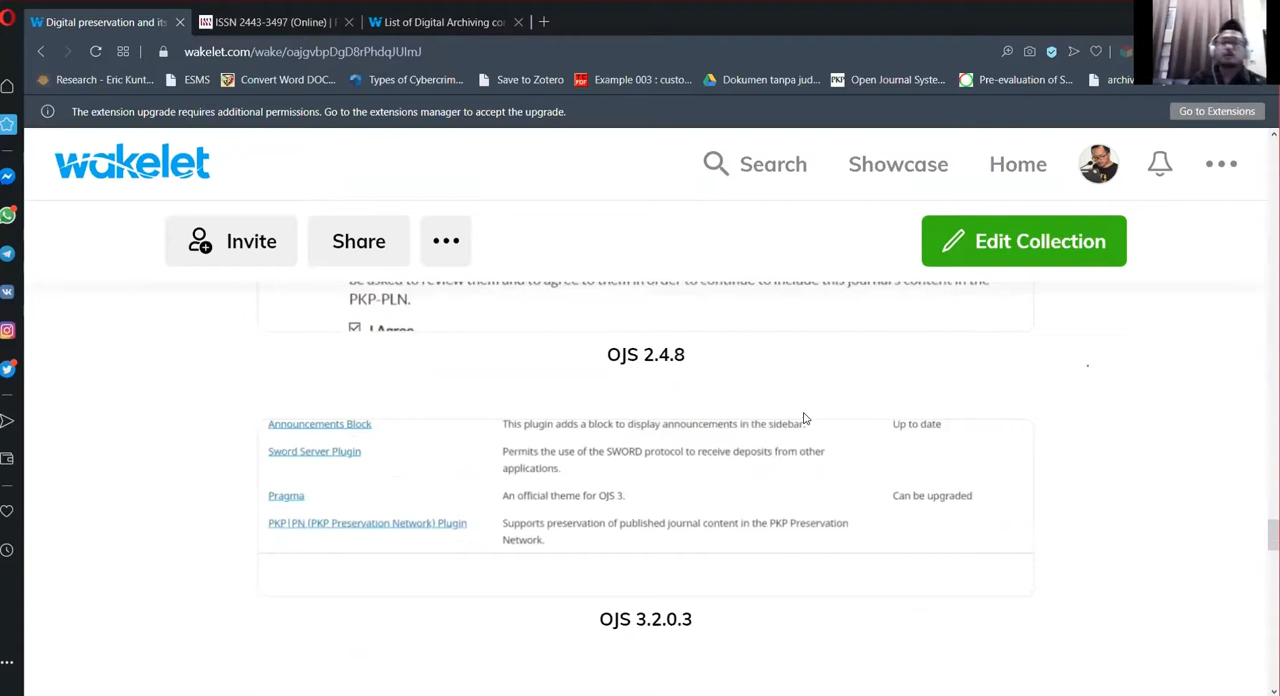 Digital preservation and its
ISSN 2443-3497 (Online) |
List of Digital Archiving co
wakelet.com/wake/oajgvbpDgD8rPhdqJUImJ
Research - Eric Kunt...
ESMS
Convert Word DOC...
Types of Cybercrim...
Save to Zotero
Example 003 : custo...
Dokumen tanpa jud...
Open Journal Syste...
Pre-evaluation of S...
archiv
The extension upgrade requires additional permissions. Go to the extensions manager to accept the upgrade.
Go to Extensions
wakelet
Search
Showcase
Home
Invite
Share
Edit Collection
be asked to review them and to agree to them in order to continue to include this journal's content in the
PKP-PLN.
I Agree
OJS 2.4.8
Announcements Block
This plugin adds a block to display announcements in the sidebar.
Up to date
Sword Server Plugin
Permits the use of the SWORD protocol to receive deposits from other
applications.
Pragma
An official theme for OJS 3.
Can be upgraded
PKP|PN (PKP Preservation Network) Plugin
Supports preservation of published journal content in the PKP Preservation
Network.
OJS 3.2.0.3